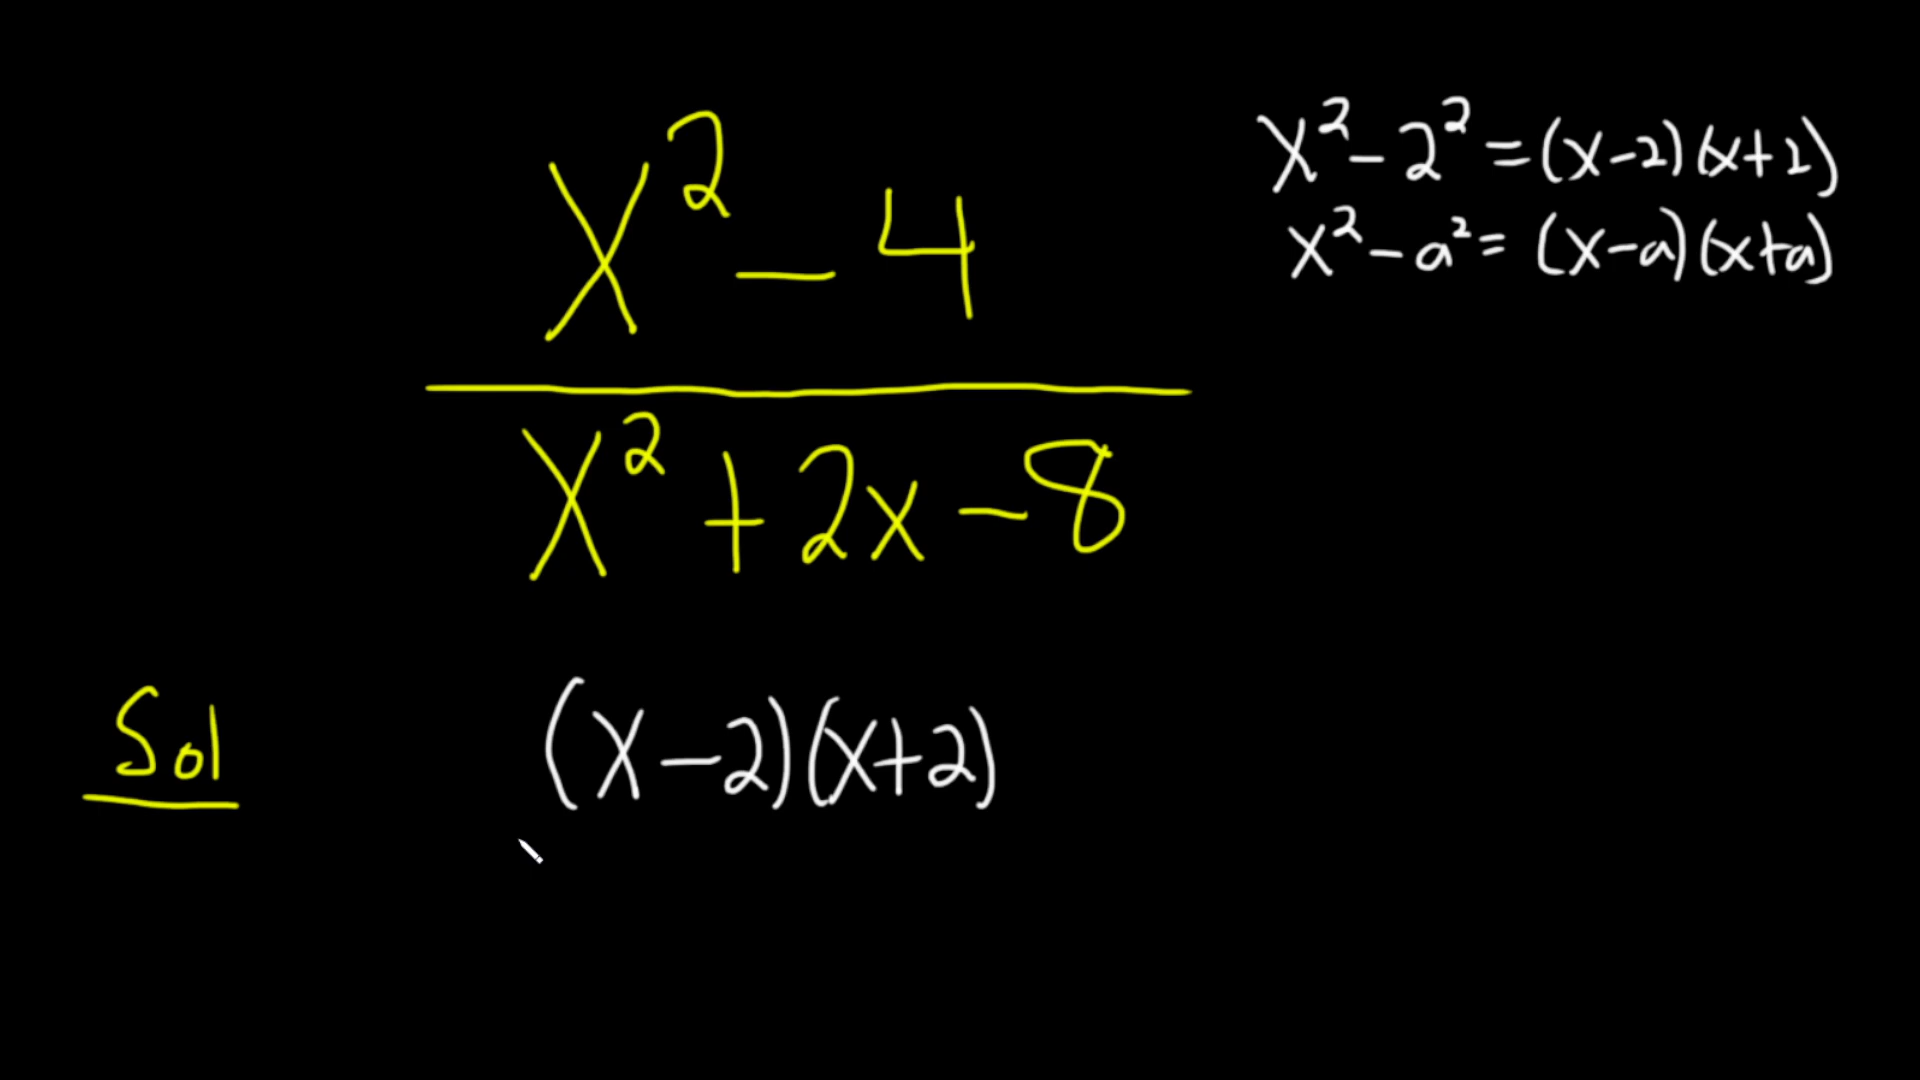 x² - 4
x² + 2x - 8
x² - 2² = (x-2)(x+2)
x² - a² = (x-a)(x+a)
Sol (x-2)(x+2)